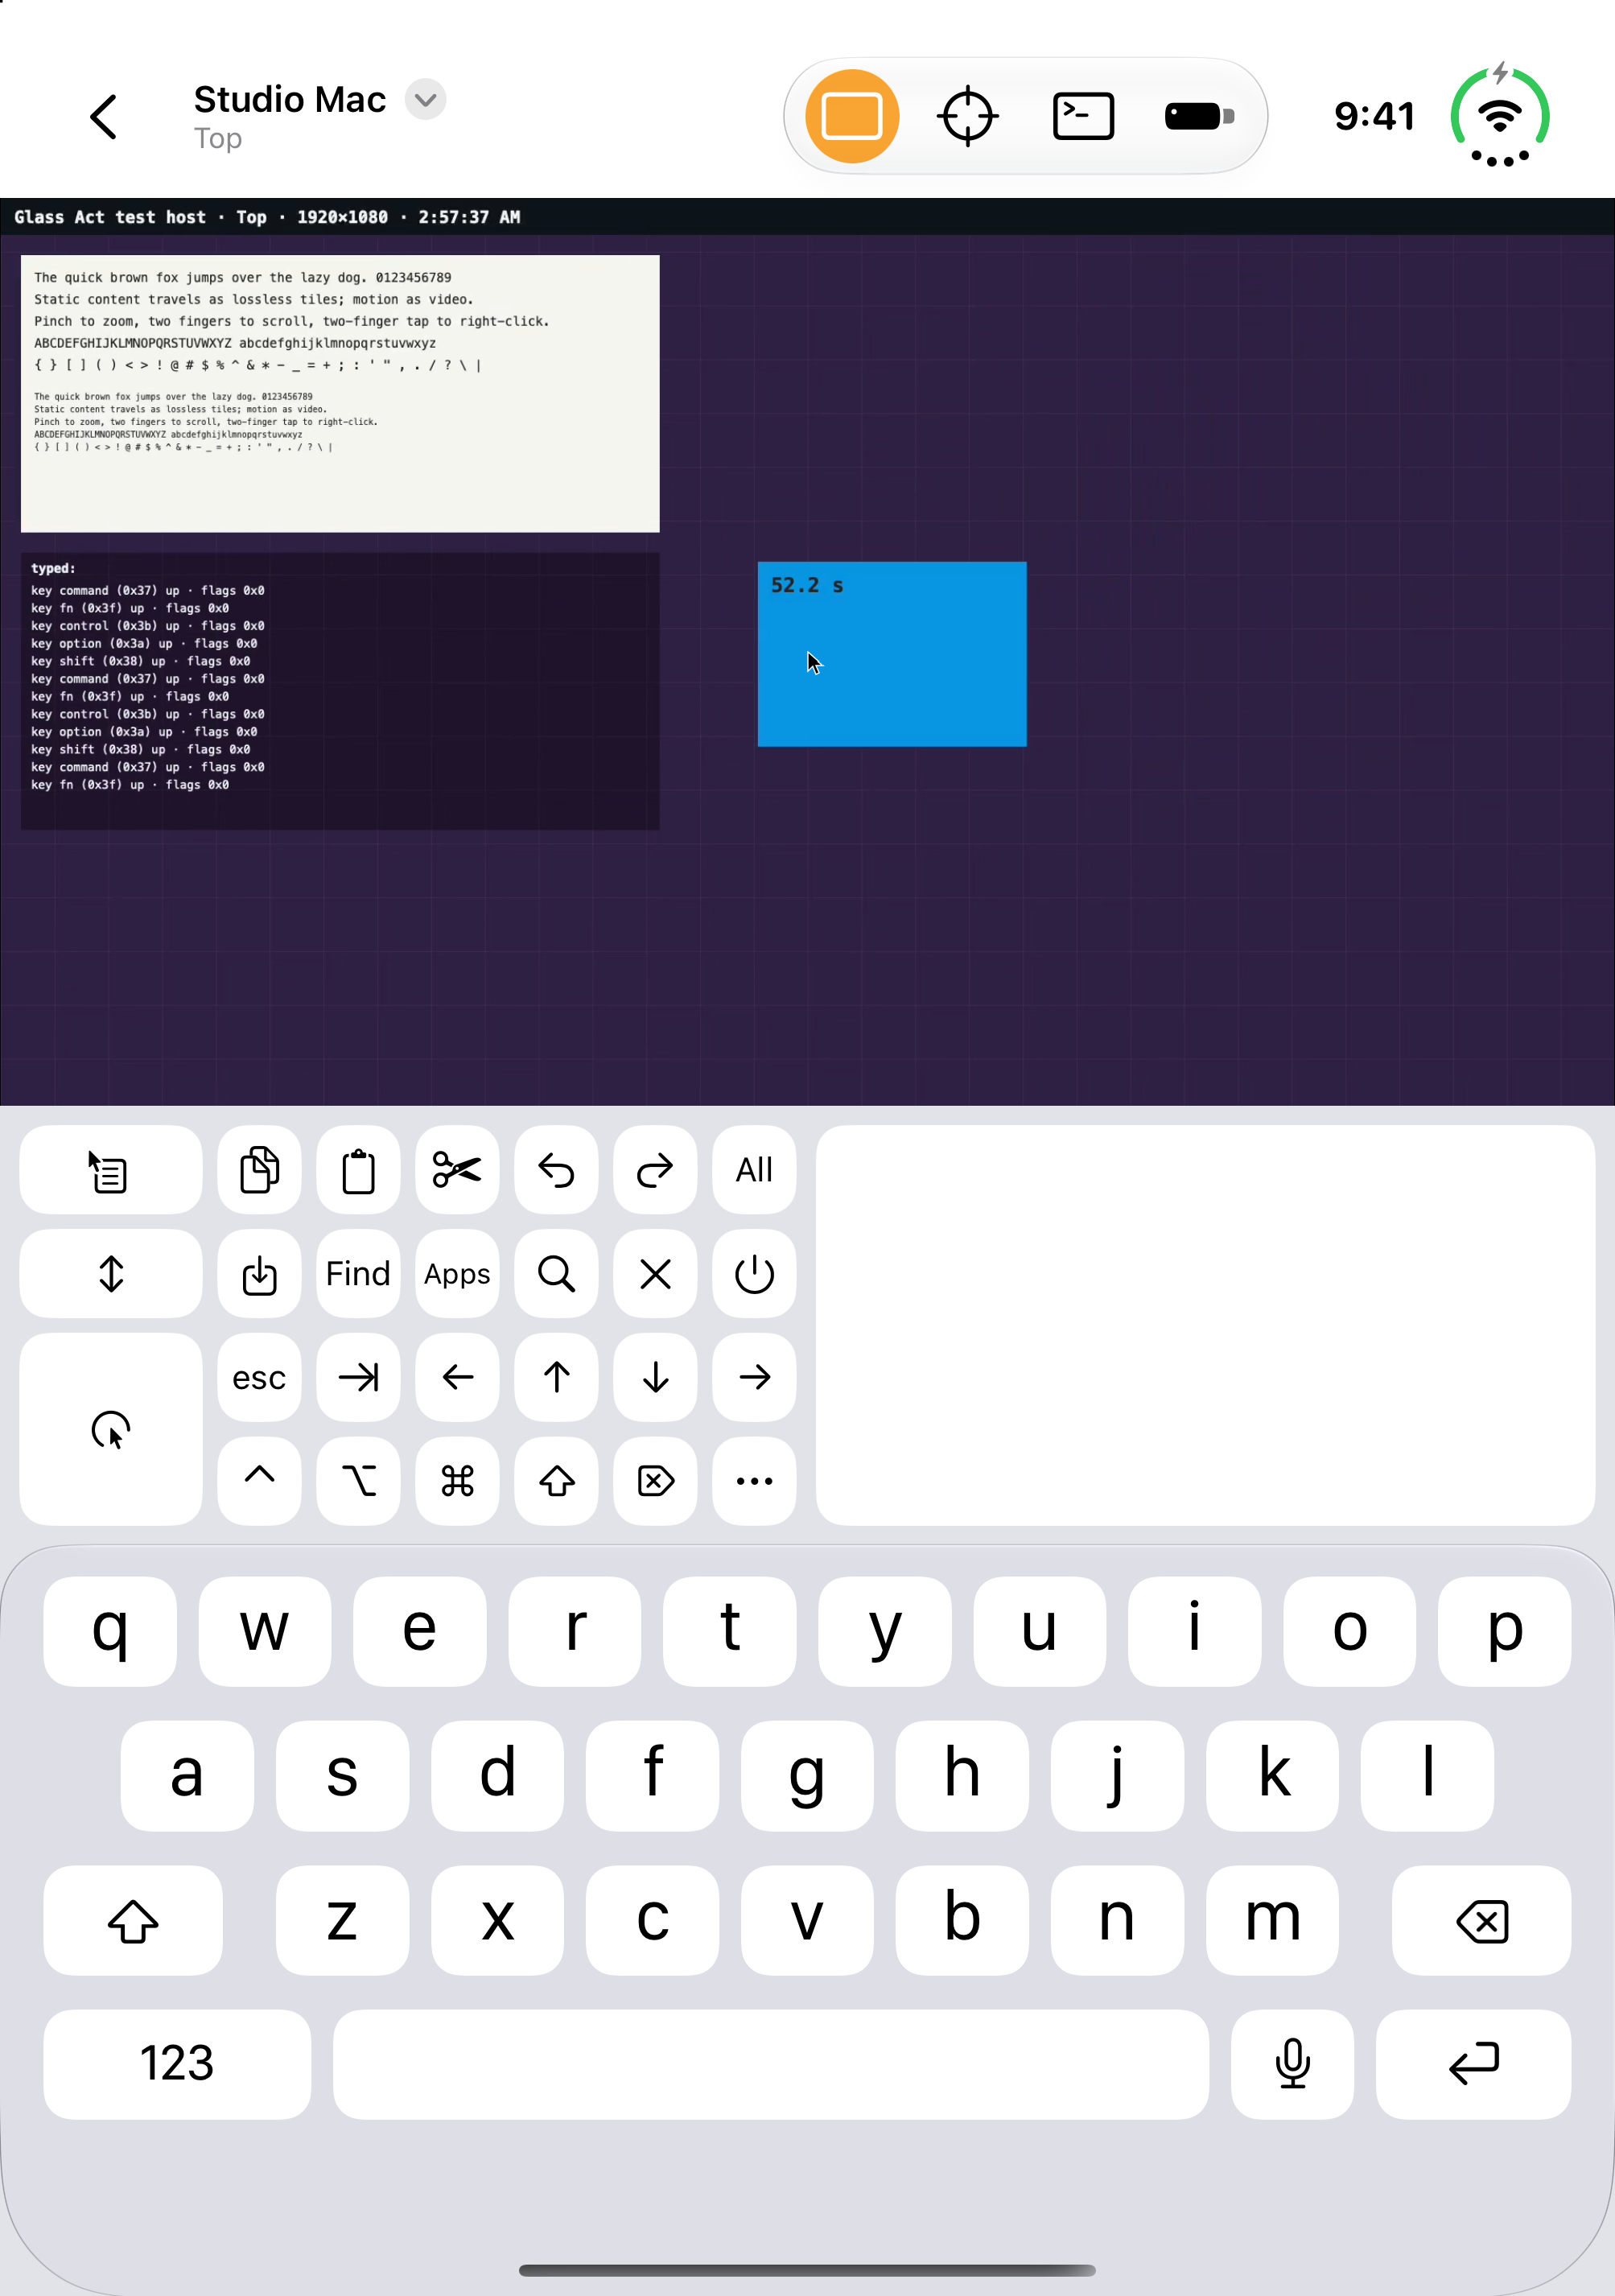 Studio Mac
Top
9:41
Glass Act test host · Top · 1920×1080 · 2:57:37 AM
The quick brown fox jumps over the lazy dog. 0123456789
Static content travels as lossless tiles; motion as video.
Pinch to zoom, two fingers to scroll, two-finger tap to right-click.
ABCDEFGHIJKLMNOPQRSTUVWXYZ abcdefghijklmnopqrstuvwxyz
{ } [ ] ( ) < > ! @ # $ % ^ & * - _ = + ; : ' " , . / ? \ |
The quick brown fox jumps over the lazy dog. 0123456789
Static content travels as lossless tiles; motion as video.
Pinch to zoom, two fingers to scroll, two-finger tap to right-click.
ABCDEFGHIJKLMNOPQRSTUVWXYZ abcdefghijklmnopqrstuvwxyz
{ } [ ] ( ) < > ! @ # $ % ^ & * - _ = + ; : ' " , . / ? \ |
typed:
key command (0x37) up · flags 0x0
key fn (0x3f) up · flags 0x0
key control (0x3b) up · flags 0x0
key option (0x3a) up · flags 0x0
key shift (0x38) up · flags 0x0
key command (0x37) up · flags 0x0
key fn (0x3f) up · flags 0x0
key control (0x3b) up · flags 0x0
key option (0x3a) up · flags 0x0
key shift (0x38) up · flags 0x0
key command (0x37) up · flags 0x0
key fn (0x3f) up · flags 0x0
52.2 s
All
Find Apps
esc
q w e r t y u i o p
a s d f g h j k l
z x c v b n m
123